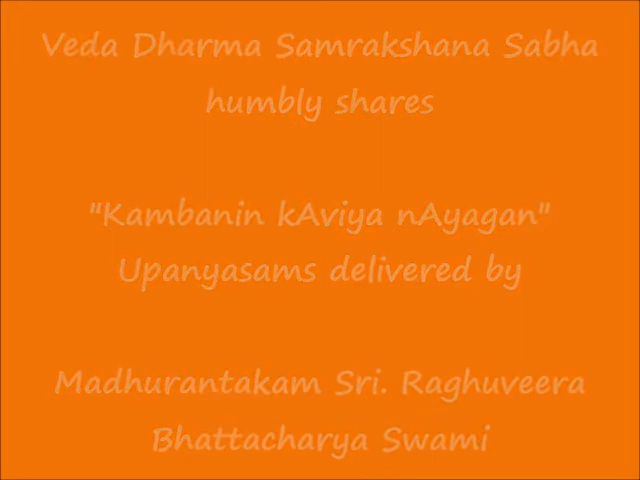 Veda Dharma Samrakshana Sabha
humbly shares
"Kambanin kAviya nAyagan"
Upanyasams delivered by
Madhurantakam Sri. Raghuveera
Bhattacharya Swami